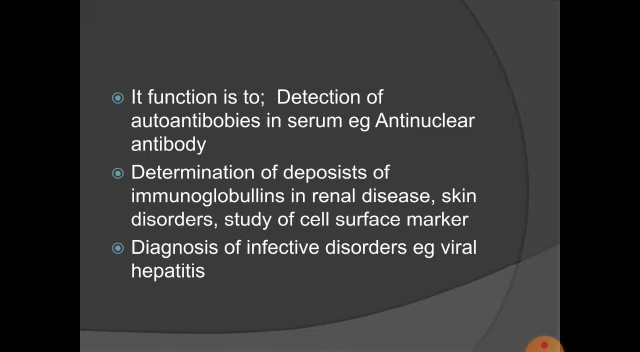 It function is to;  Detection of
autoantibobies in serum eg Antinuclear
antibody
Determination of deposists of
immunoglobullins in renal disease, skin
disorders, study of cell surface marker
Diagnosis of infective disorders eg viral
hepatitis